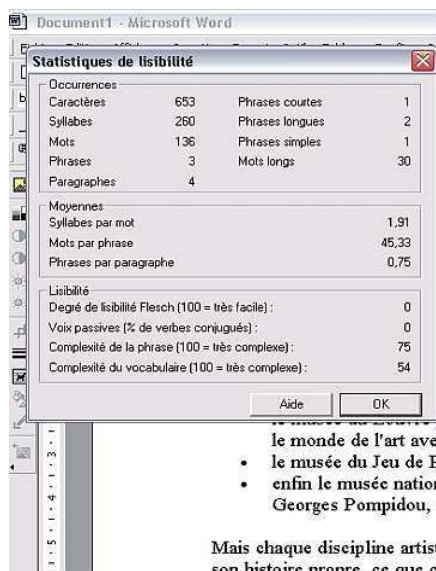 Document1 - Microsoft Word
Statistiques de lisibilité
Occurrences
Caractères 653 Phrases courtes 1
Syllabes 260 Phrases longues 2
Mots 136 Phrases simples 1
Phrases 3 Mots longs 30
Paragraphes 4
Moyennes
Syllabes par mot 1,91
Mots par phrase 45,33
Phrases par paragraphe 0,75
Lisibilité
Degré de lisibilité Flesch (100 = très facile) : 0
Voix passives (% de verbes conjugués) : 0
Complexité de la phrase (100 = très complexe) : 75
Complexité du vocabulaire (100 = très complexe) : 54
Aide OK
le monde de l'art ave
• le musée du Jeu de P
• enfin le musée nation
Georges Pompidou,
Mais chaque discipline artis
son histoire propre, ce que